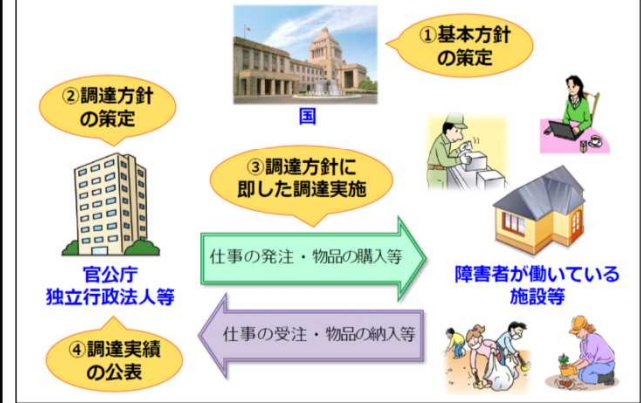 ①基本方針
の策定
国
②調達方針
の策定
③調達方針に
即した調達実施
仕事の発注・物品の購入等
官公庁
独立行政法人等
障害者が働いている
施設等
仕事の受注・物品の納入等
④調達実績
の公表